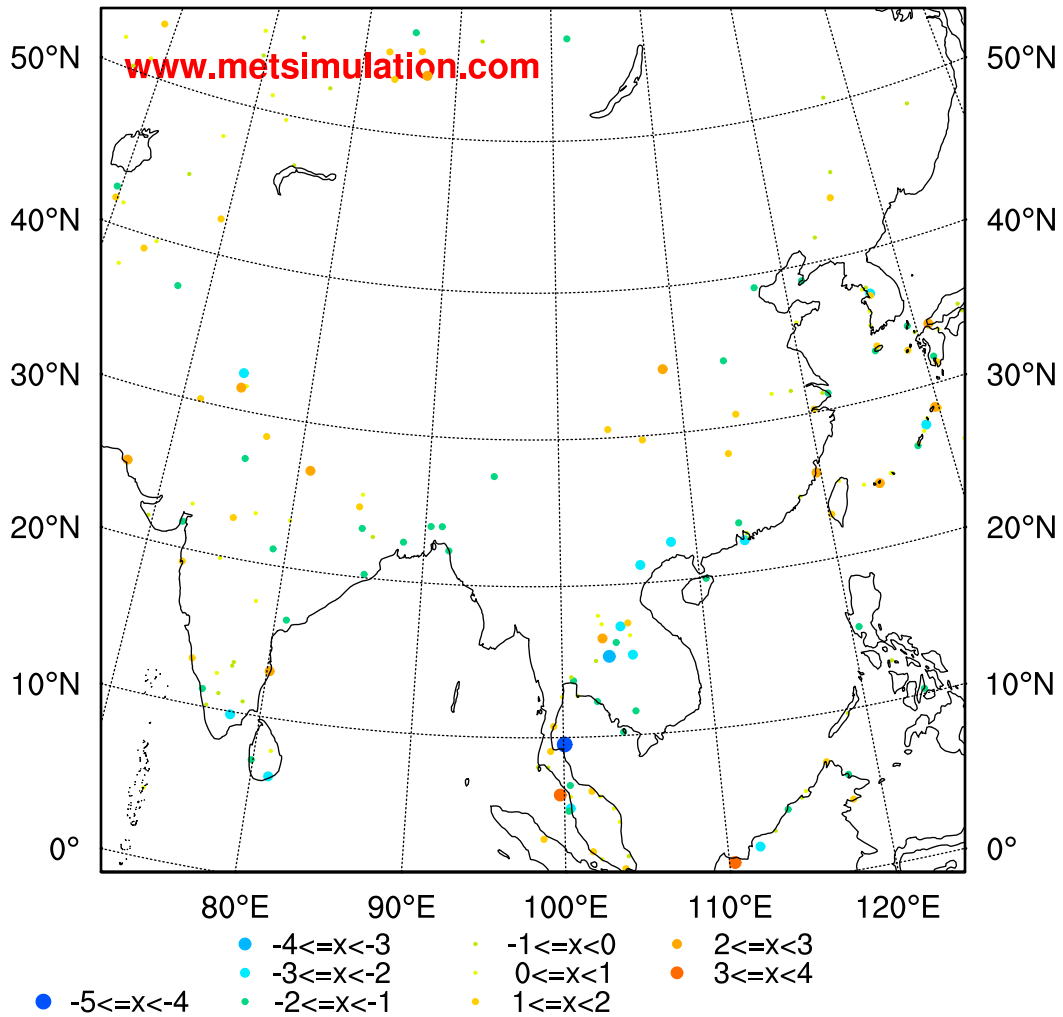 50°N 50°N
www.metsimulation.com
40°N 40°N
30°N 30°N
20°N 20°N
10°N 10°N
0° 0°
80°E 90°E 100°E 110°E 120°E
-4<=x<-3 -1<=x<0 2<=x<3
-3<=x<-2 0<=x<1 3<=x<4
-5<=x<-4 -2<=x<-1 1<=x<2